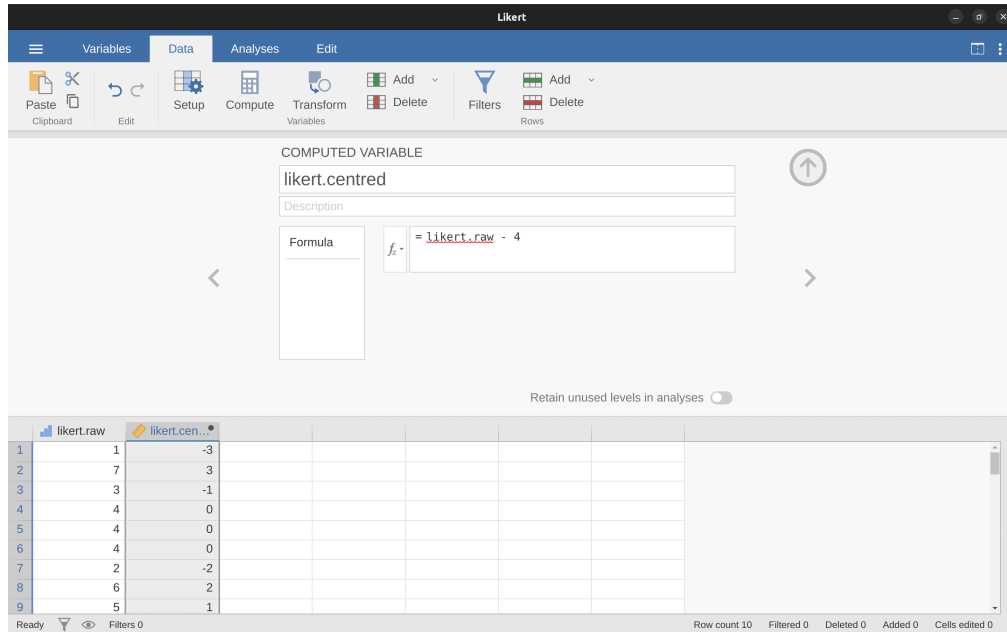 Likert
Variables Data Analyses Edit
Paste Setup Compute Transform Add Delete Filters Add Delete
Clipboard Edit Variables Rows
COMPUTED VARIABLE
likert.centred
Description
Formula
fx = likert.raw - 4
Retain unused levels in analyses
likert.raw likert.cen...
1 1 -3
2 7 3
3 3 -1
4 4 0
5 4 0
6 4 0
7 2 -2
8 6 2
9 5 1
Ready Filters 0 Row count 10 Filtered 0 Deleted 0 Added 0 Cells edited 0